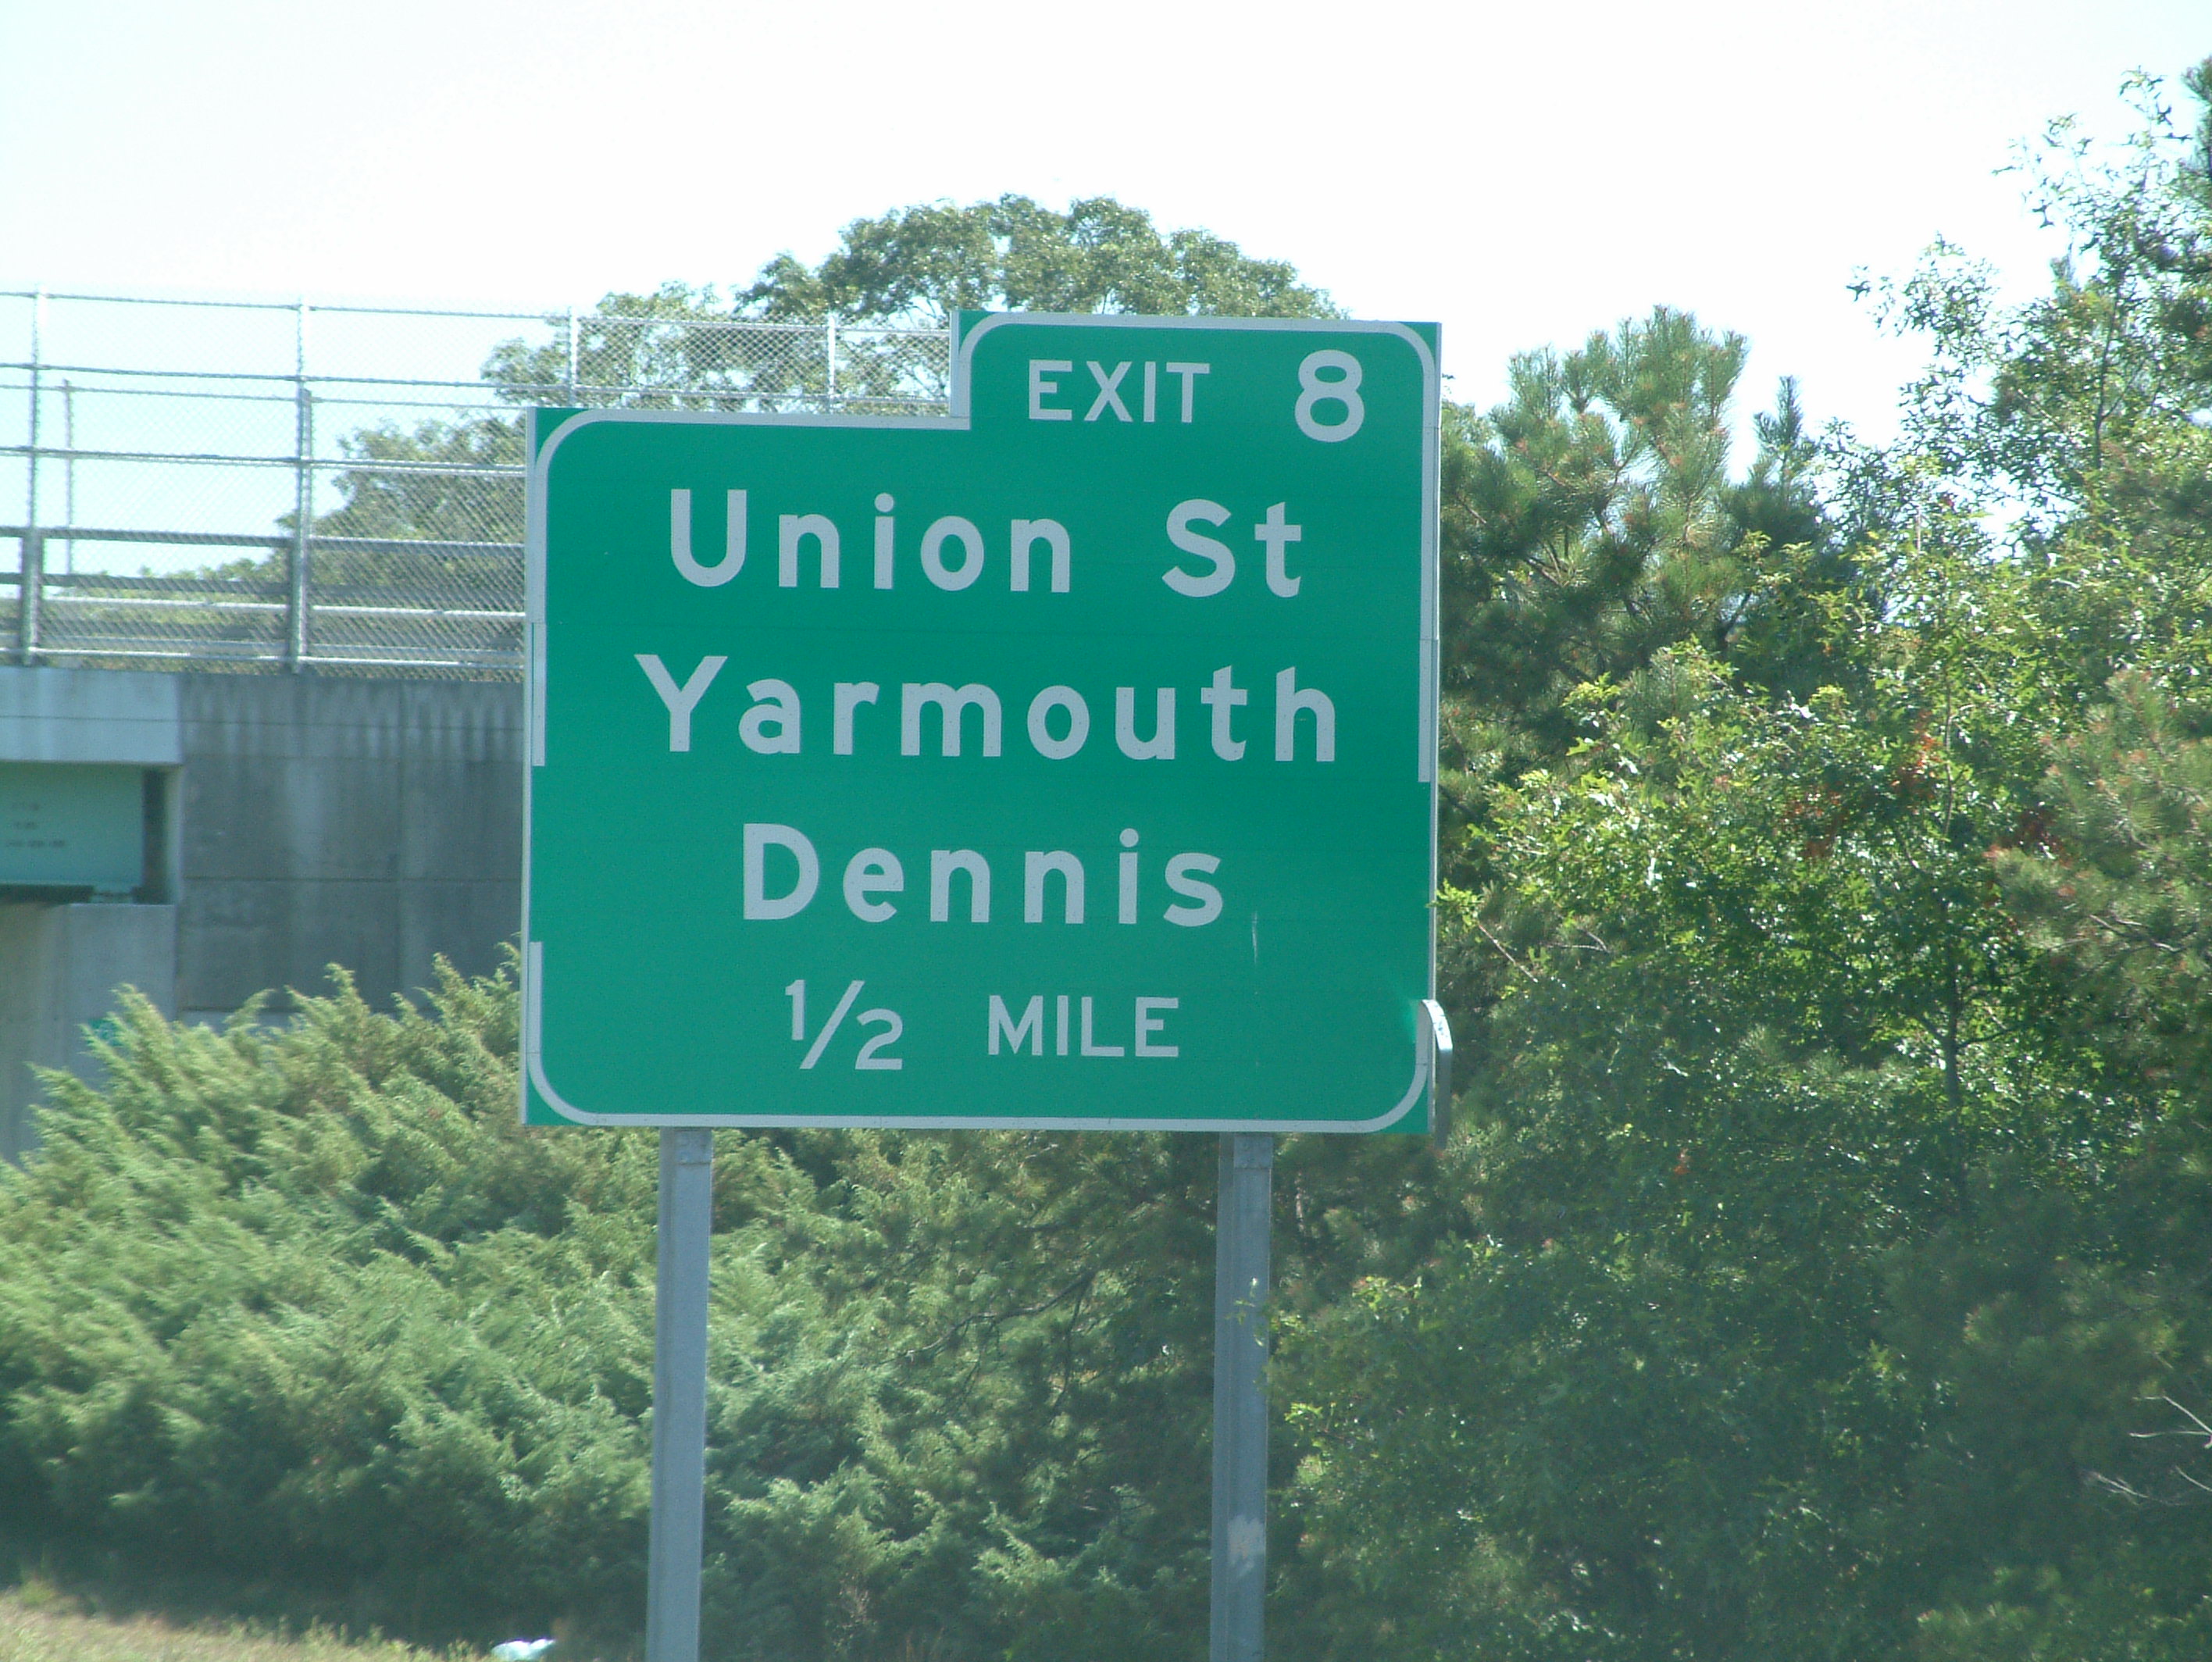 EXIT 8
Union St
Yarmouth
Dennis
1/2 MILE